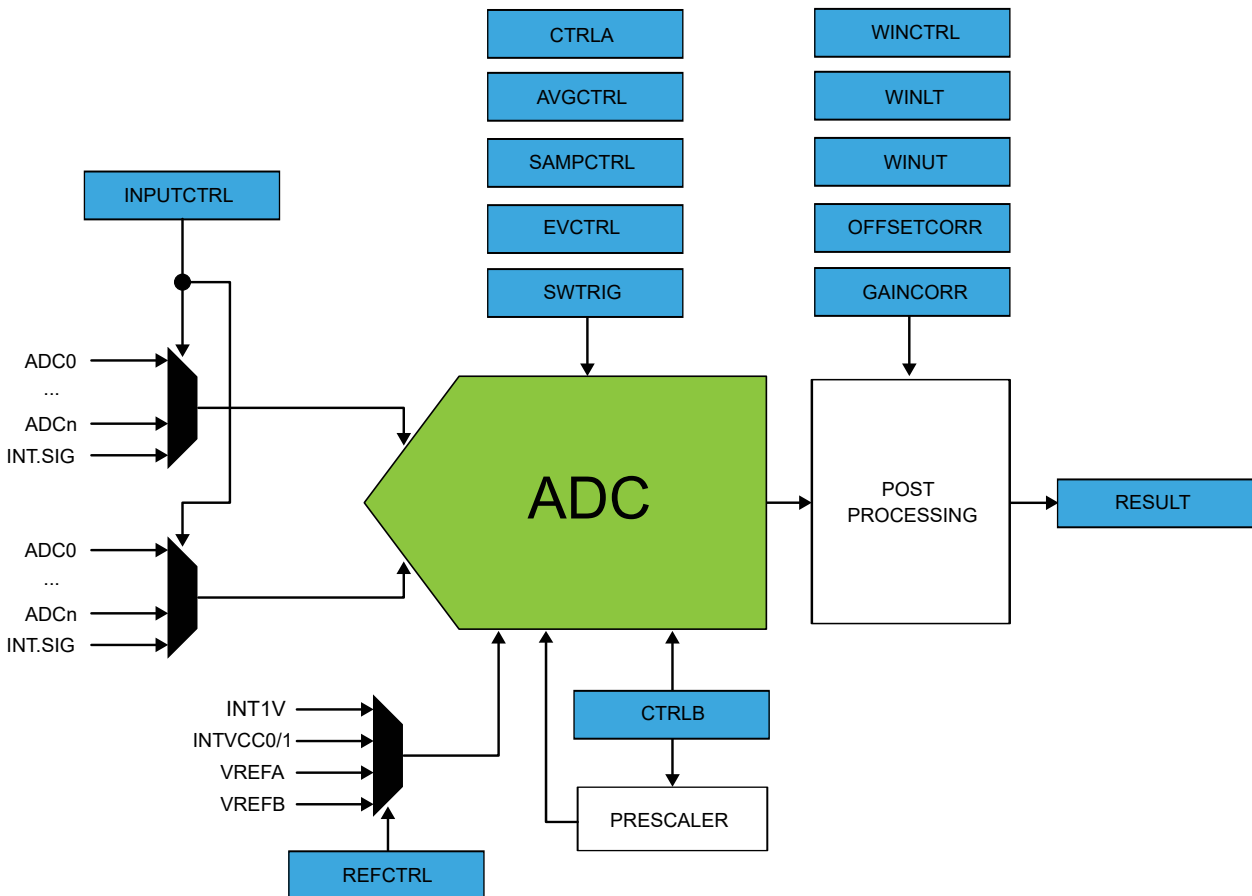 CTRLA
AVGCTRL
SAMPCTRL
EVCTRL
SWTRIG
WINCTRL
WINLT
WINUT
OFFSETCORR
GAINCORR
INPUTCTRL
ADC0
...
ADCn
INT.SIG
ADC0
...
ADCn
INT.SIG
ADC
POST
PROCESSING
RESULT
INT1V
INTVCC0/1
VREFA
VREFB
REFCTRL
CTRLB
PRESCALER